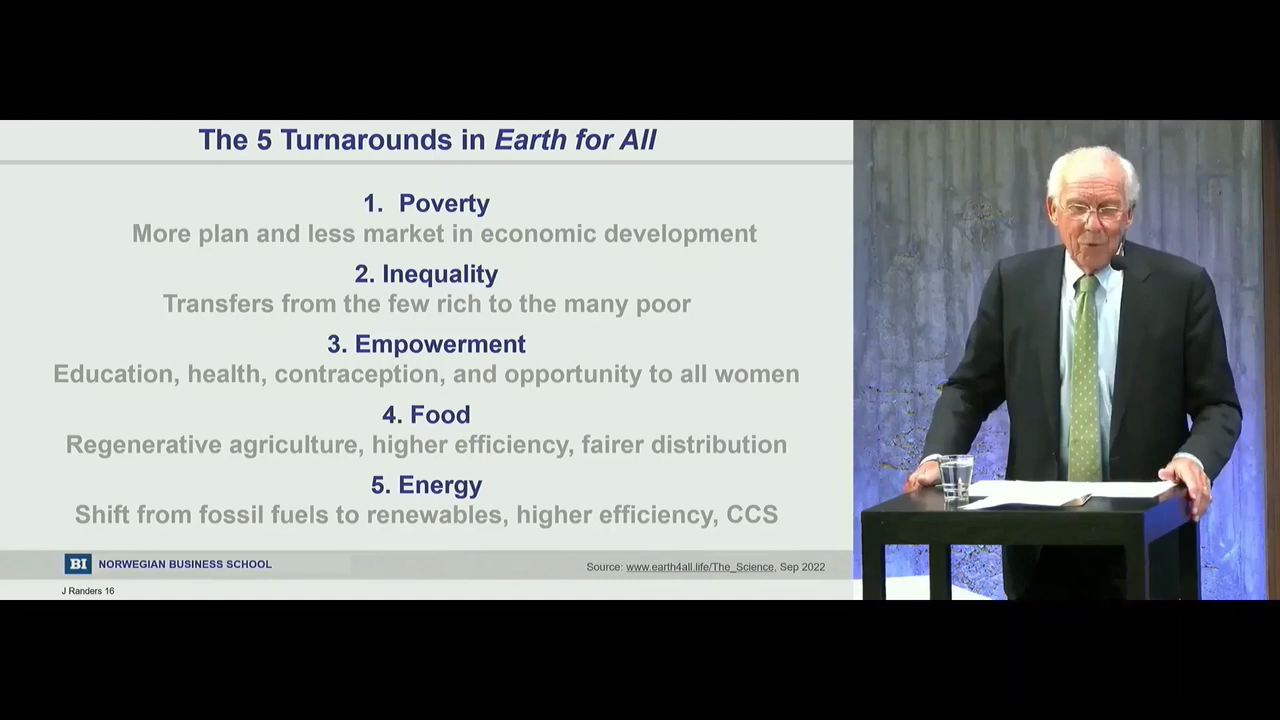 The 5 Turnarounds in Earth for All
1. Poverty
More plan and less market in economic development
2. Inequality
Transfers from the few rich to the many poor
3. Empowerment
Education, health, contraception, and opportunity to all women
4. Food
Regenerative agriculture, higher efficiency, fairer distribution
5. Energy
Shift from fossil fuels to renewables, higher efficiency, CCS
BI NORWEGIAN BUSINESS SCHOOL
Source: www.earth4all.life/The_Science, Sep 2022
J Randers 16